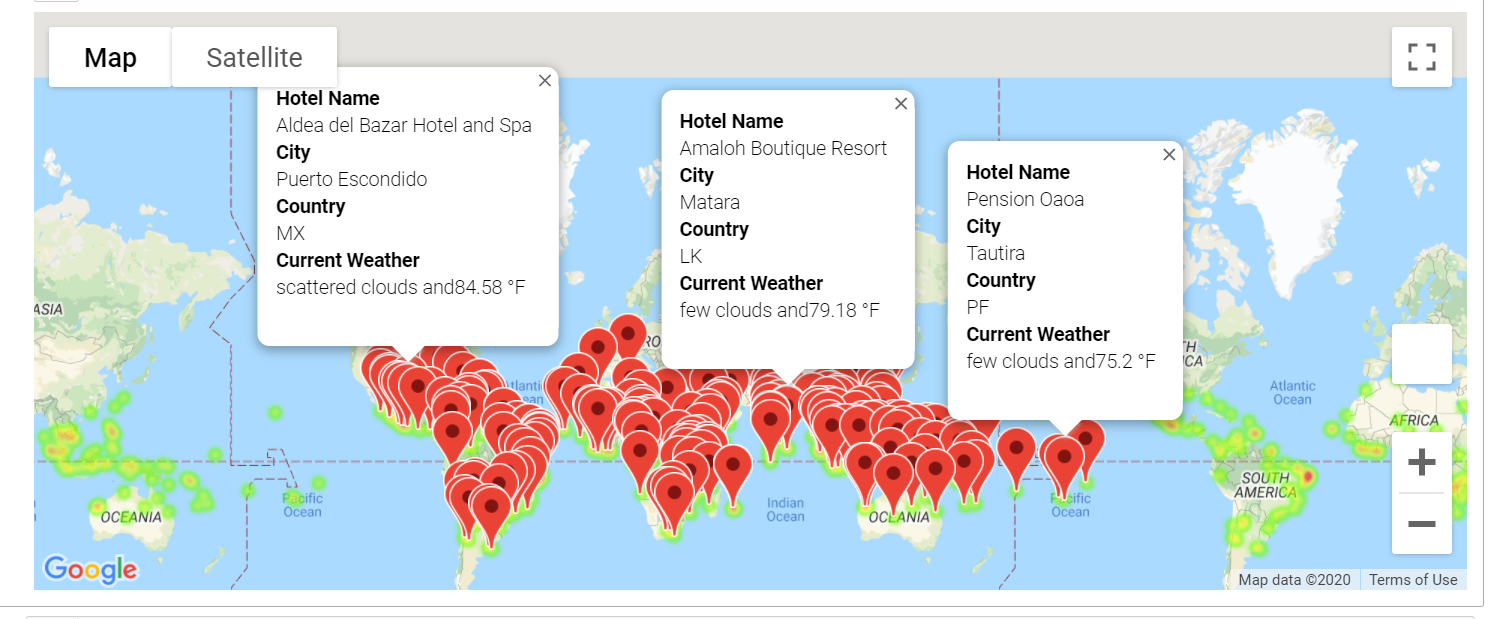 Map
Satellite
Hotel Name
Aldea del Bazar Hotel and Spa
City
Puerto Escondido
Country
MX
Current Weather
scattered clouds and84.58 °F
Hotel Name
Amaloh Boutique Resort
City
Matara
Country
LK
Current Weather
few clouds and79.18 °F
Hotel Name
Pension Oaoa
City
Tautira
Country
PF
Current Weather
few clouds and75.2 °F
ASIA
Atlantic
Ocean
AFRICA
SOUTH
AMERICA
Pacific
Ocean
OCEANIA
Indian
Ocean
OCEANIA
Pacific
Ocean
Google
Map data ©2020
Terms of Use